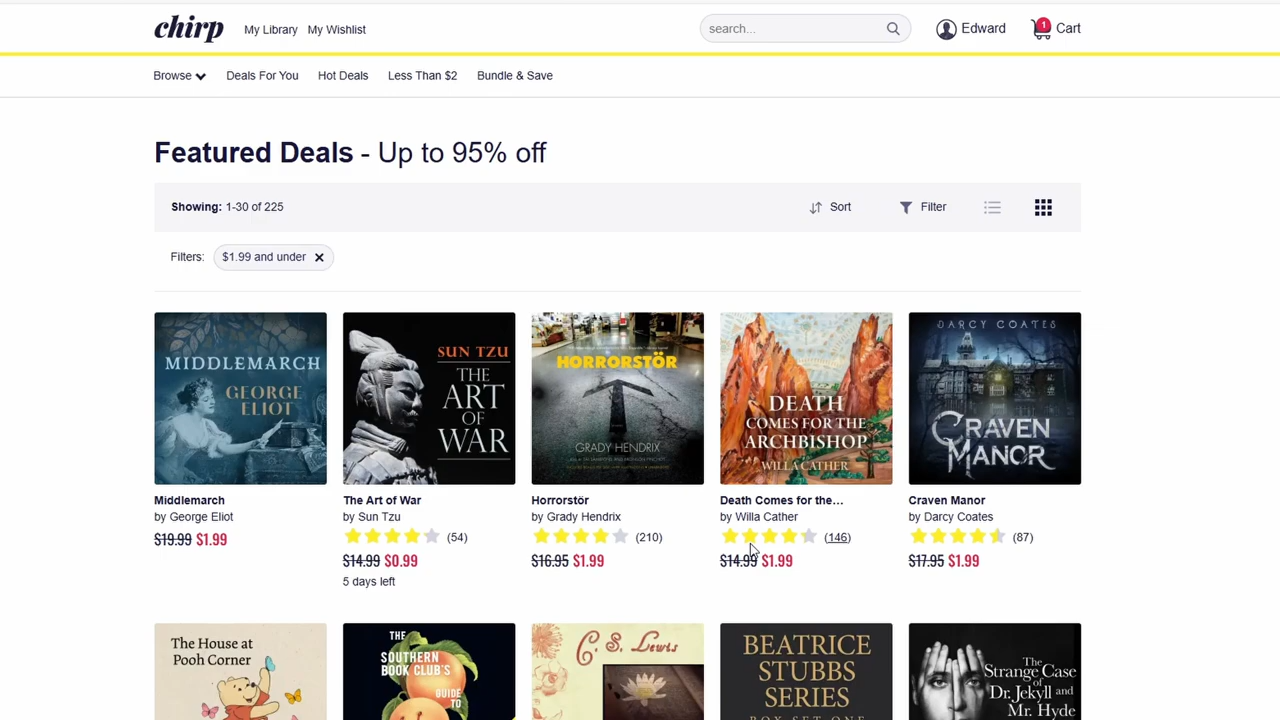 chirp
My Library My Wishlist
search...
Edward
1
Cart
Browse Deals For You Hot Deals Less Than $2 Bundle & Save
Featured Deals - Up to 95% off
Showing: 1-30 of 225
Sort
Filter
Filters: $1.99 and under
MIDDLEMARCH
GEORGE
ELIOT
Middlemarch
by George Eliot
$19.99 $1.99
SUN TZU
THE
ART
OF
WAR
The Art of War
by Sun Tzu
(54)
$14.99 $0.99
5 days left
HORRORSTÖR
GRADY HENDRIX
Horrorstör
by Grady Hendrix
(210)
$16.95 $1.99
DEATH
COMES FOR THE
ARCHBISHOP
WILLA CATHER
Death Comes for the...
by Willa Cather
(146)
$14.99 $1.99
DARCY COATES
CRAVEN
MANOR
Craven Manor
by Darcy Coates
(87)
$17.95 $1.99
The House at
Pooh Corner
THE
SOUTHERN
BOOK CLUB'S
GUIDE
TO
C. S. Lewis
BEATRICE
STUBBS
SERIES
BOX SET ONE
The
Strange Case
of
Dr. Jekyll and
Mr. Hyde